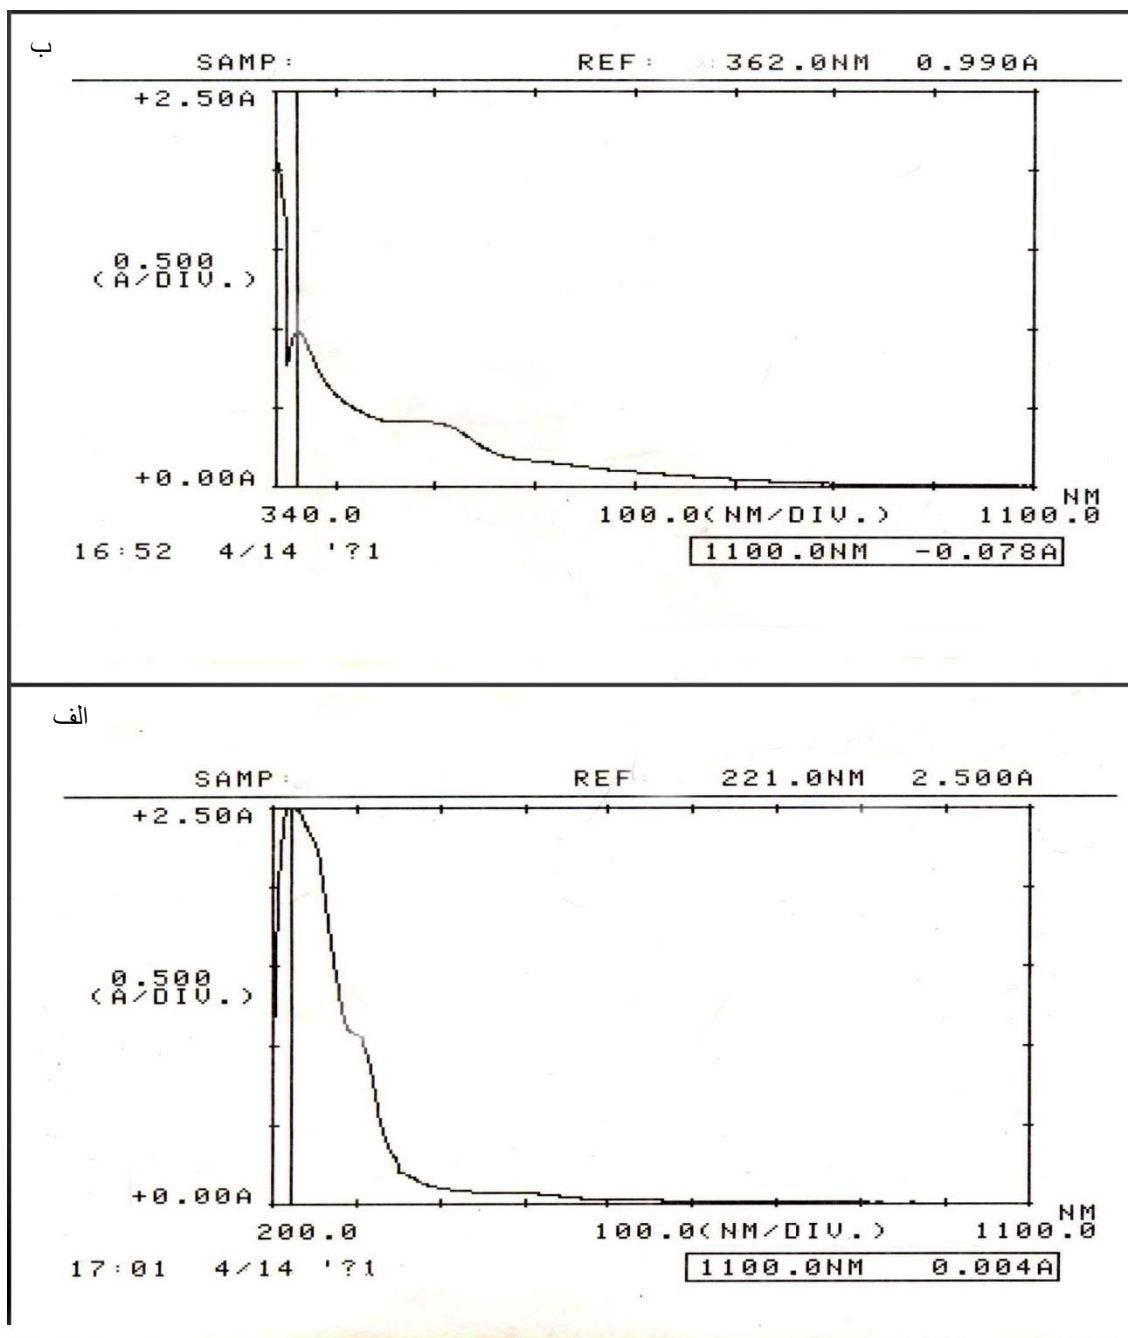 ب
SAMP: REF: 362.0NM 0.990A
+2.50A
0.500
(A/DIV.)
+0.00A
NM
340.0 100.0(NM/DIV.) 1100.0
16:52 4/14 '?1 1100.0NM -0.078A
الف
SAMP: REF: 221.0NM 2.500A
+2.50A
0.500
(A/DIV.)
+0.00A
NM
200.0 100.0(NM/DIV.) 1100.0
17:01 4/14 '?1 1100.0NM 0.004A